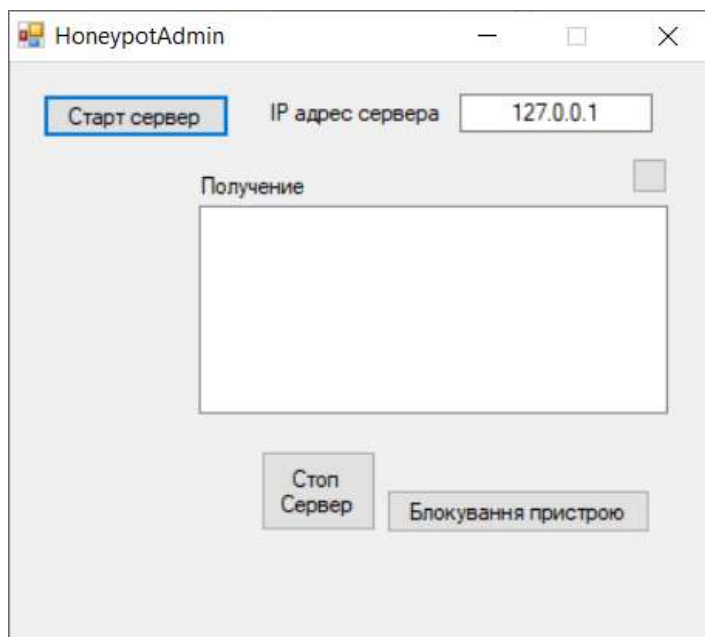 HoneypotAdmin
Старт сервер
IP адрес сервера
127.0.0.1
Получение
Стоп
Сервер
Блокування пристрою